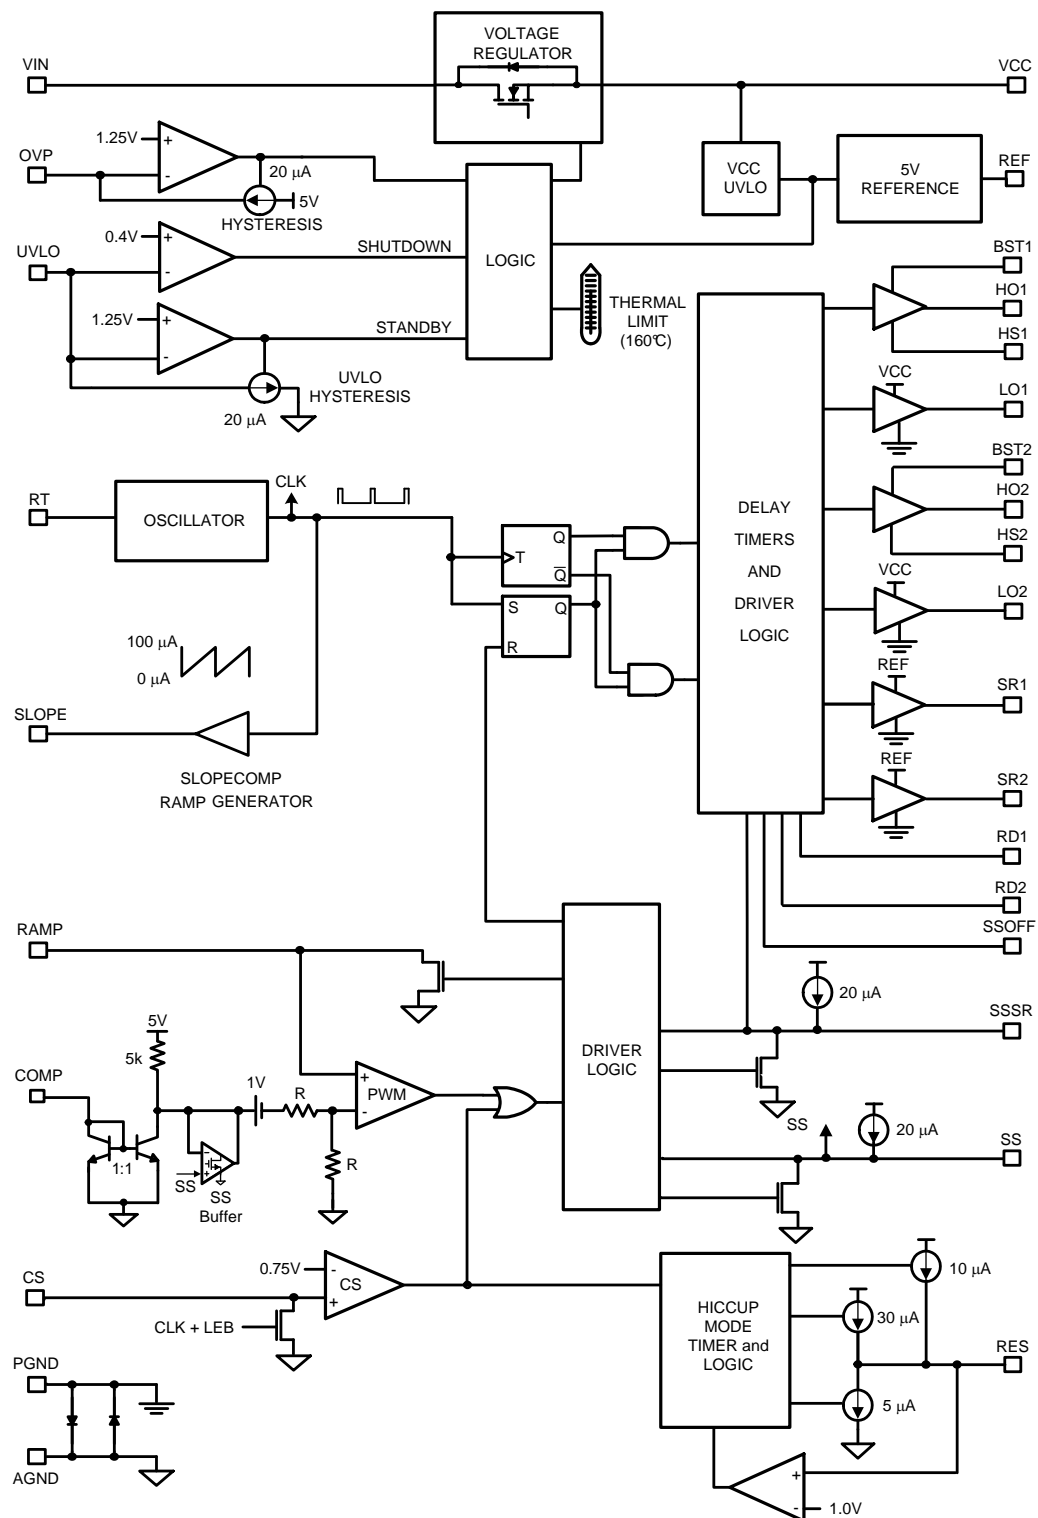 VOLTAGE
REGULATOR
VIN
VCC
1.25V
+
-
OVP
20 μA
5V
HYSTERESIS
VCC
UVLO
5V
REFERENCE
REF
0.4V
+
-
UVLO
SHUTDOWN
LOGIC
1.25V
+
-
STANDBY
THERMAL
LIMIT
(160°C)
UVLO
HYSTERESIS
20 μA
BST1
HO1
HS1
VCC
LO1
BST2
HO2
HS2
VCC
LO2
REF
SR1
REF
SR2
RD1
RD2
SSOFF
DELAY
TIMERS
AND
DRIVER
LOGIC
RT
OSCILLATOR
CLK
T
Q
Q̅
S
Q
R
100 μA
0 μA
SLOPE
SLOPECOMP
RAMP GENERATOR
RAMP
5V
5k
COMP
1:1
1V
R
+
-
PWM
R
-
+
SS
SS
Buffer
DRIVER
LOGIC
20 μA
SSSR
SS
20 μA
SS
0.75V
-
+
CS
CS
CLK + LEB
HICCUP
MODE
TIMER and
LOGIC
10 μA
30 μA
RES
5 μA
+
-
1.0V
PGND
AGND